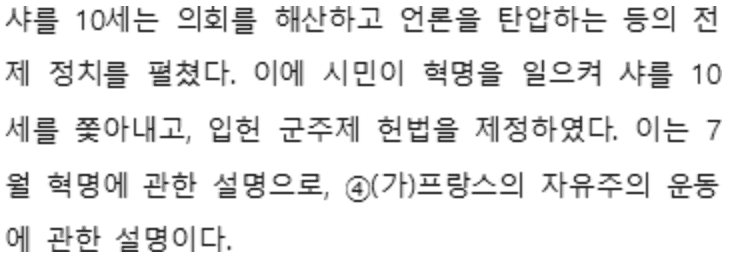 샤를 10세는 의회를 해산하고 언론을 탄압하는 등의 전
제 정치를 펼쳤다. 이에 시민이 혁명을 일으켜 샤를 10
세를 쫓아내고, 입헌 군주제 헌법을 제정하였다. 이는 7
월 혁명에 관한 설명으로, ④(가)프랑스의 자유주의 운동
에 관한 설명이다.